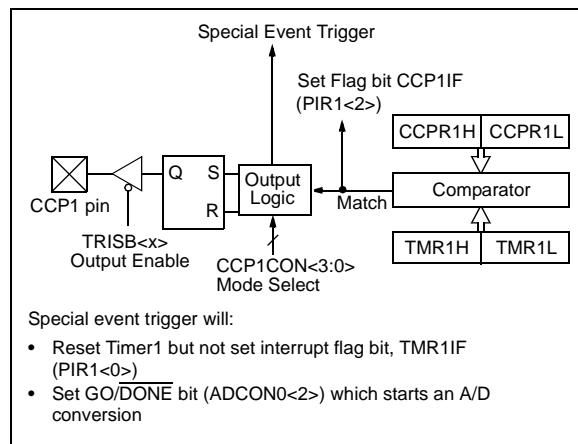 Special Event Trigger
Set Flag bit CCP1IF
(PIR1<2>)
CCPR1H CCPR1L
Q S Output
Logic
R
Match
Comparator
CCP1 pin
TRISB<x>
Output Enable
CCP1CON<3:0>
Mode Select
TMR1H TMR1L
Special event trigger will:
• Reset Timer1 but not set interrupt flag bit, TMR1IF
(PIR1<0>)
• Set GO/DONE bit (ADCON0<2>) which starts an A/D
conversion